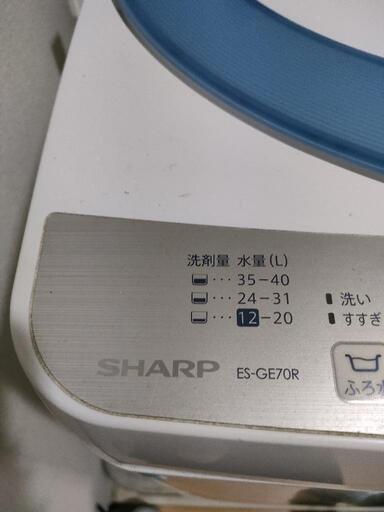 洗剤量 水量(L)
···35-40
···24-31
···12-20
洗い
すすぎ
SHARP ES-GE70R
ふろ水